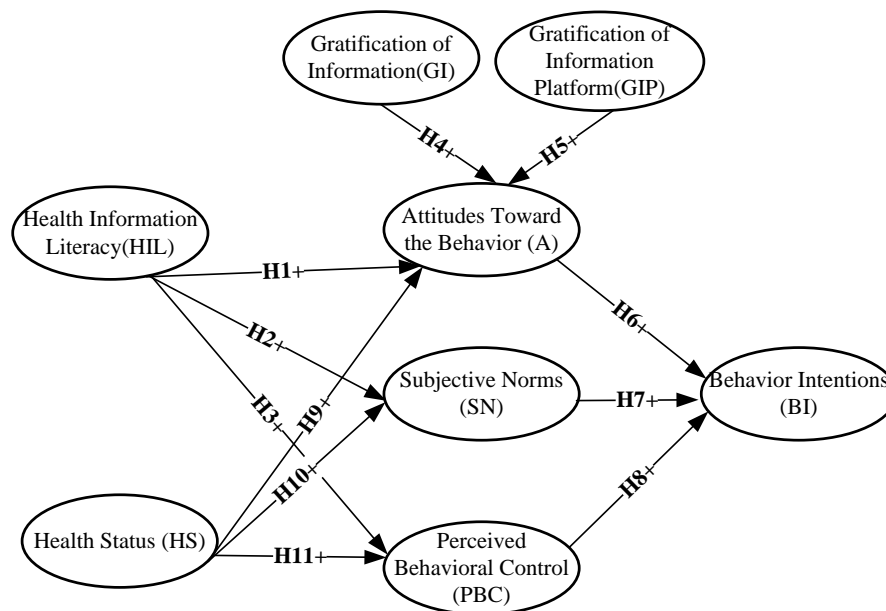 Gratification of
Information(GI)
Gratification of
Information
Platform(GIP)
H4+
H5+
Health Information
Literacy(HIL)
Attitudes Toward
the Behavior (A)
H1+
H6+
H2+
Subjective Norms
(SN)
Behavior Intentions
(BI)
H7+
H3+
H9+
H10+
H8+
Health Status (HS)
H11+
Perceived
Behavioral Control
(PBC)